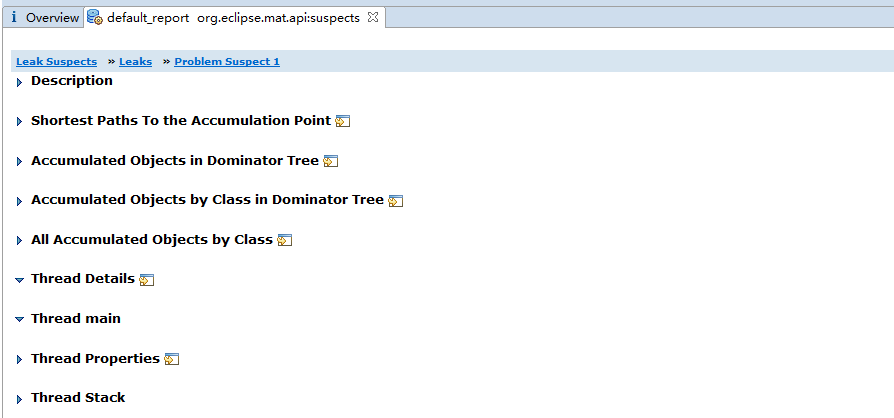 i Overview default_report org.eclipse.mat.api:suspects
Leak Suspects » Leaks » Problem Suspect 1
Description
Shortest Paths To the Accumulation Point
Accumulated Objects in Dominator Tree
Accumulated Objects by Class in Dominator Tree
All Accumulated Objects by Class
Thread Details
Thread main
Thread Properties
Thread Stack